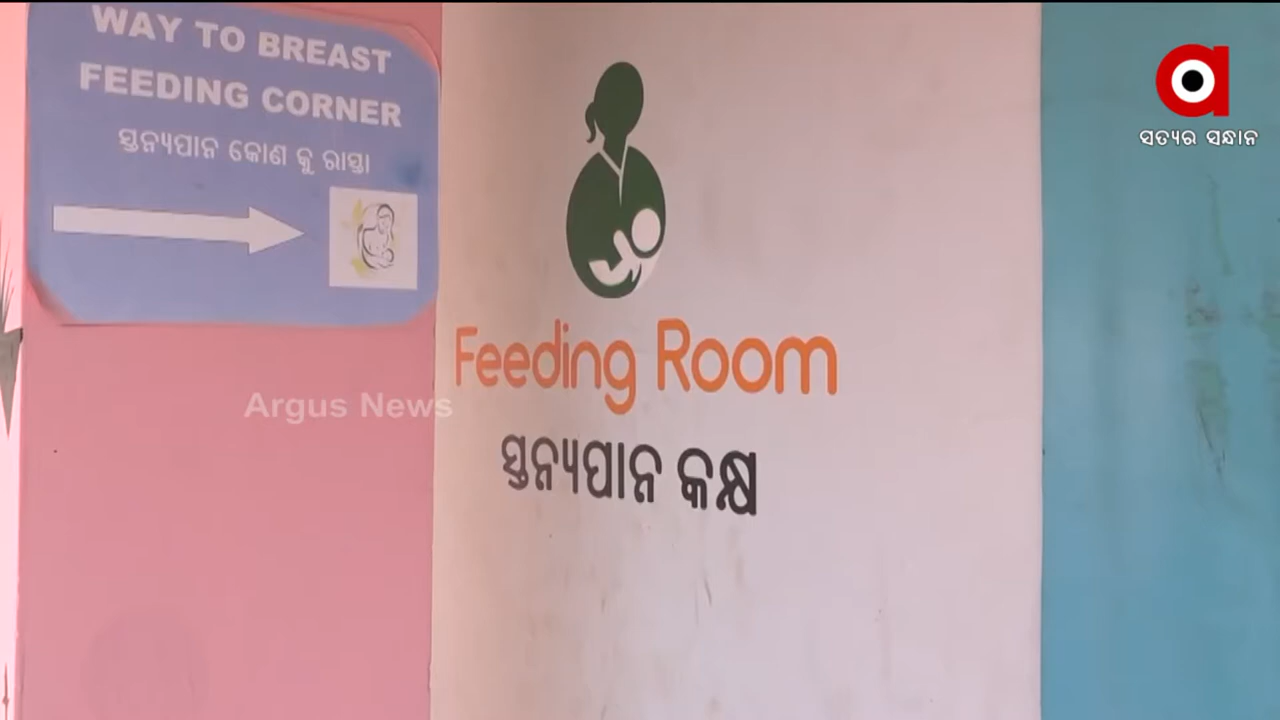 WAY TO BREAST
FEEDING CORNER
ସ୍ତନ୍ୟପାନ କୋଣ କୁ ରାସ୍ତା
Feeding Room
ସ୍ତନ୍ୟପାନ କକ୍ଷ
Argus News
ସତ୍ୟର ସନ୍ଧାନ